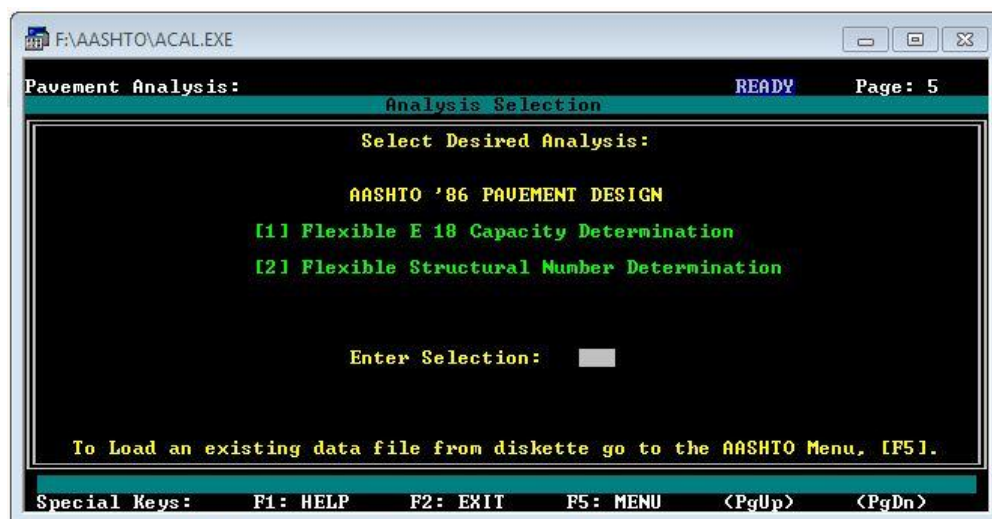 F:\AASHTO\ACAL.EXE
Pavement Analysis: READY Page: 5
Analysis Selection
Select Desired Analysis:
AASHTO '86 PAVEMENT DESIGN
[1] Flexible E 18 Capacity Determination
[2] Flexible Structural Number Determination
Enter Selection:
To Load an existing data file from diskette go to the AASHTO Menu, [F5].
Special Keys: F1: HELP F2: EXIT F5: MENU <PgUp> <PgDn>